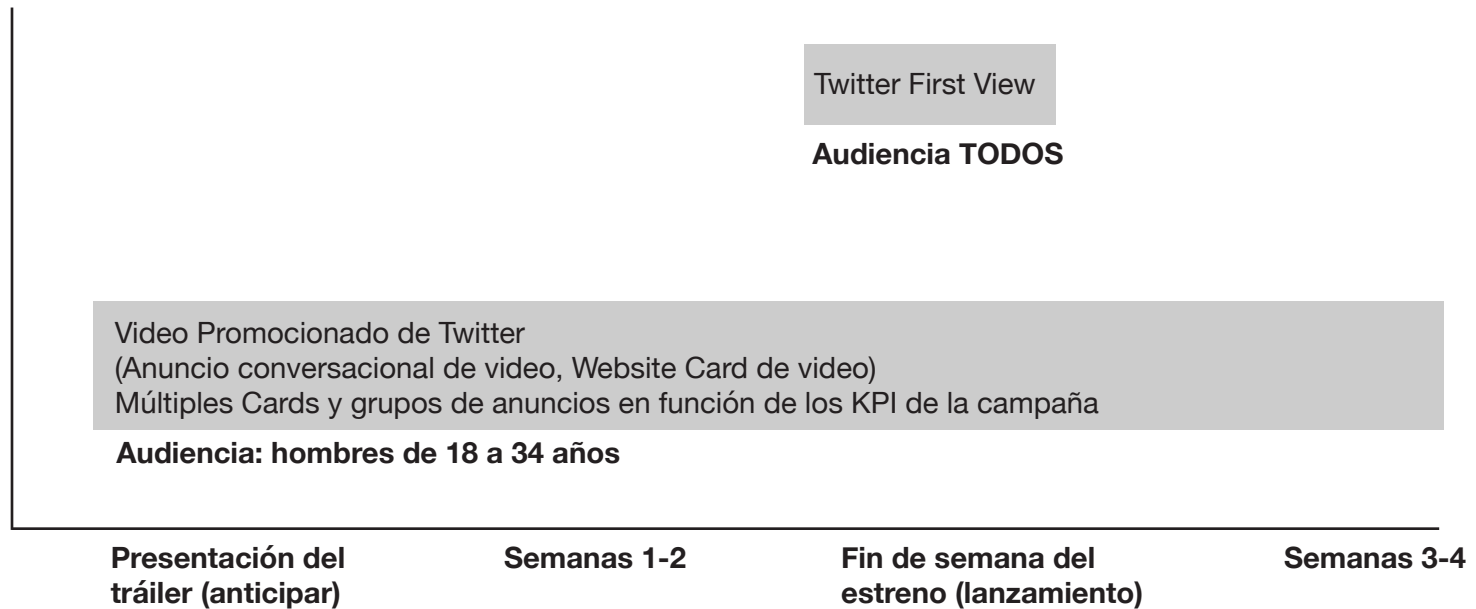 Twitter First View
Audiencia TODOS
Video Promocionado de Twitter
(Anuncio conversacional de video, Website Card de video)
Múltiples Cards y grupos de anuncios en función de los KPI de la campaña
Audiencia: hombres de 18 a 34 años
Presentación del
tráiler (anticipar)
Semanas 1-2
Fin de semana del
estreno (lanzamiento)
Semanas 3-4